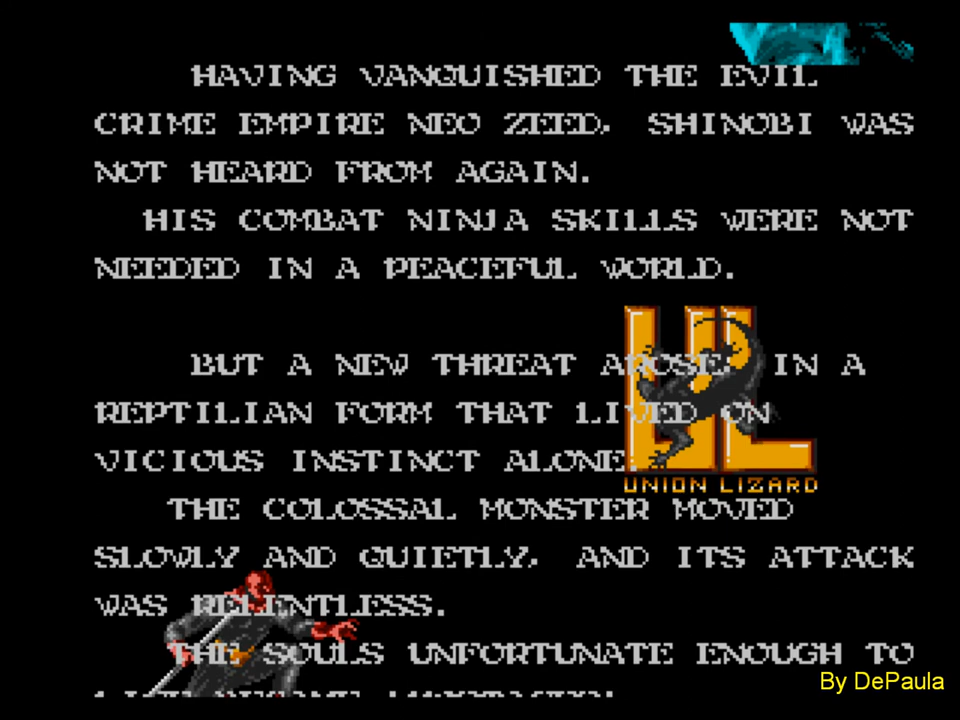 HAVING VANQUISHED THE EVIL
CRIME EMPIRE NEO ZEED, SHINOBI WAS
NOT HEARD FROM AGAIN.
HIS COMBAT NINJA SKILLS WERE NOT
NEEDED IN A PEACEFUL WORLD.
BUT A NEW THREAT AROSE, IN A
REPTILIAN FORM THAT LIVED ON
VICIOUS INSTINCT ALONE.
UL
UNION LIZARD
THE COLOSSAL MONSTER MOVED
SLOWLY AND QUIETLY, AND ITS ATTACK
WAS RELENTLESS.
THE SOULS UNFORTUNATE ENOUGH TO
By DePaula